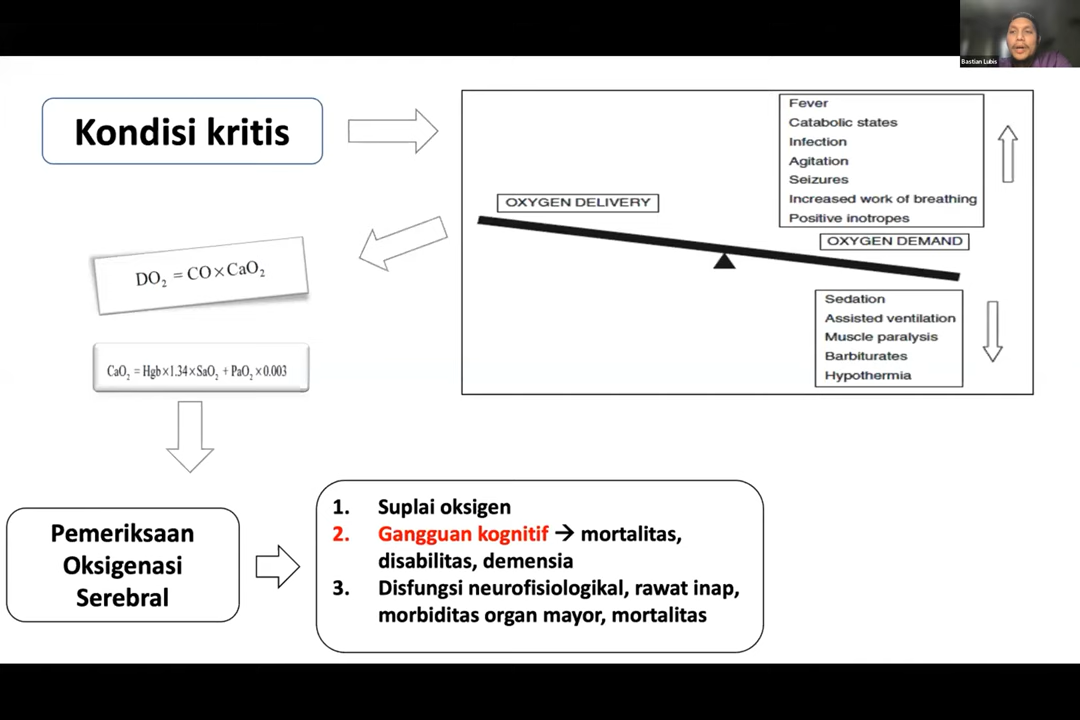 Bastian Lubis
Kondisi kritis
Fever
Catabolic states
Infection
Agitation
Seizures
Increased work of breathing
Positive inotropes
OXYGEN DELIVERY
OXYGEN DEMAND
DO₂ = CO×CaO₂
Sedation
Assisted ventilation
Muscle paralysis
Barbiturates
Hypothermia
CaO₂ = Hgb×1.34×SaO₂ + PaO₂×0.003
Pemeriksaan
Oksigenasi
Serebral
1. Suplai oksigen
2. Gangguan kognitif → mortalitas,
disabilitas, demensia
3. Disfungsi neurofisiologikal, rawat inap,
morbiditas organ mayor, mortalitas